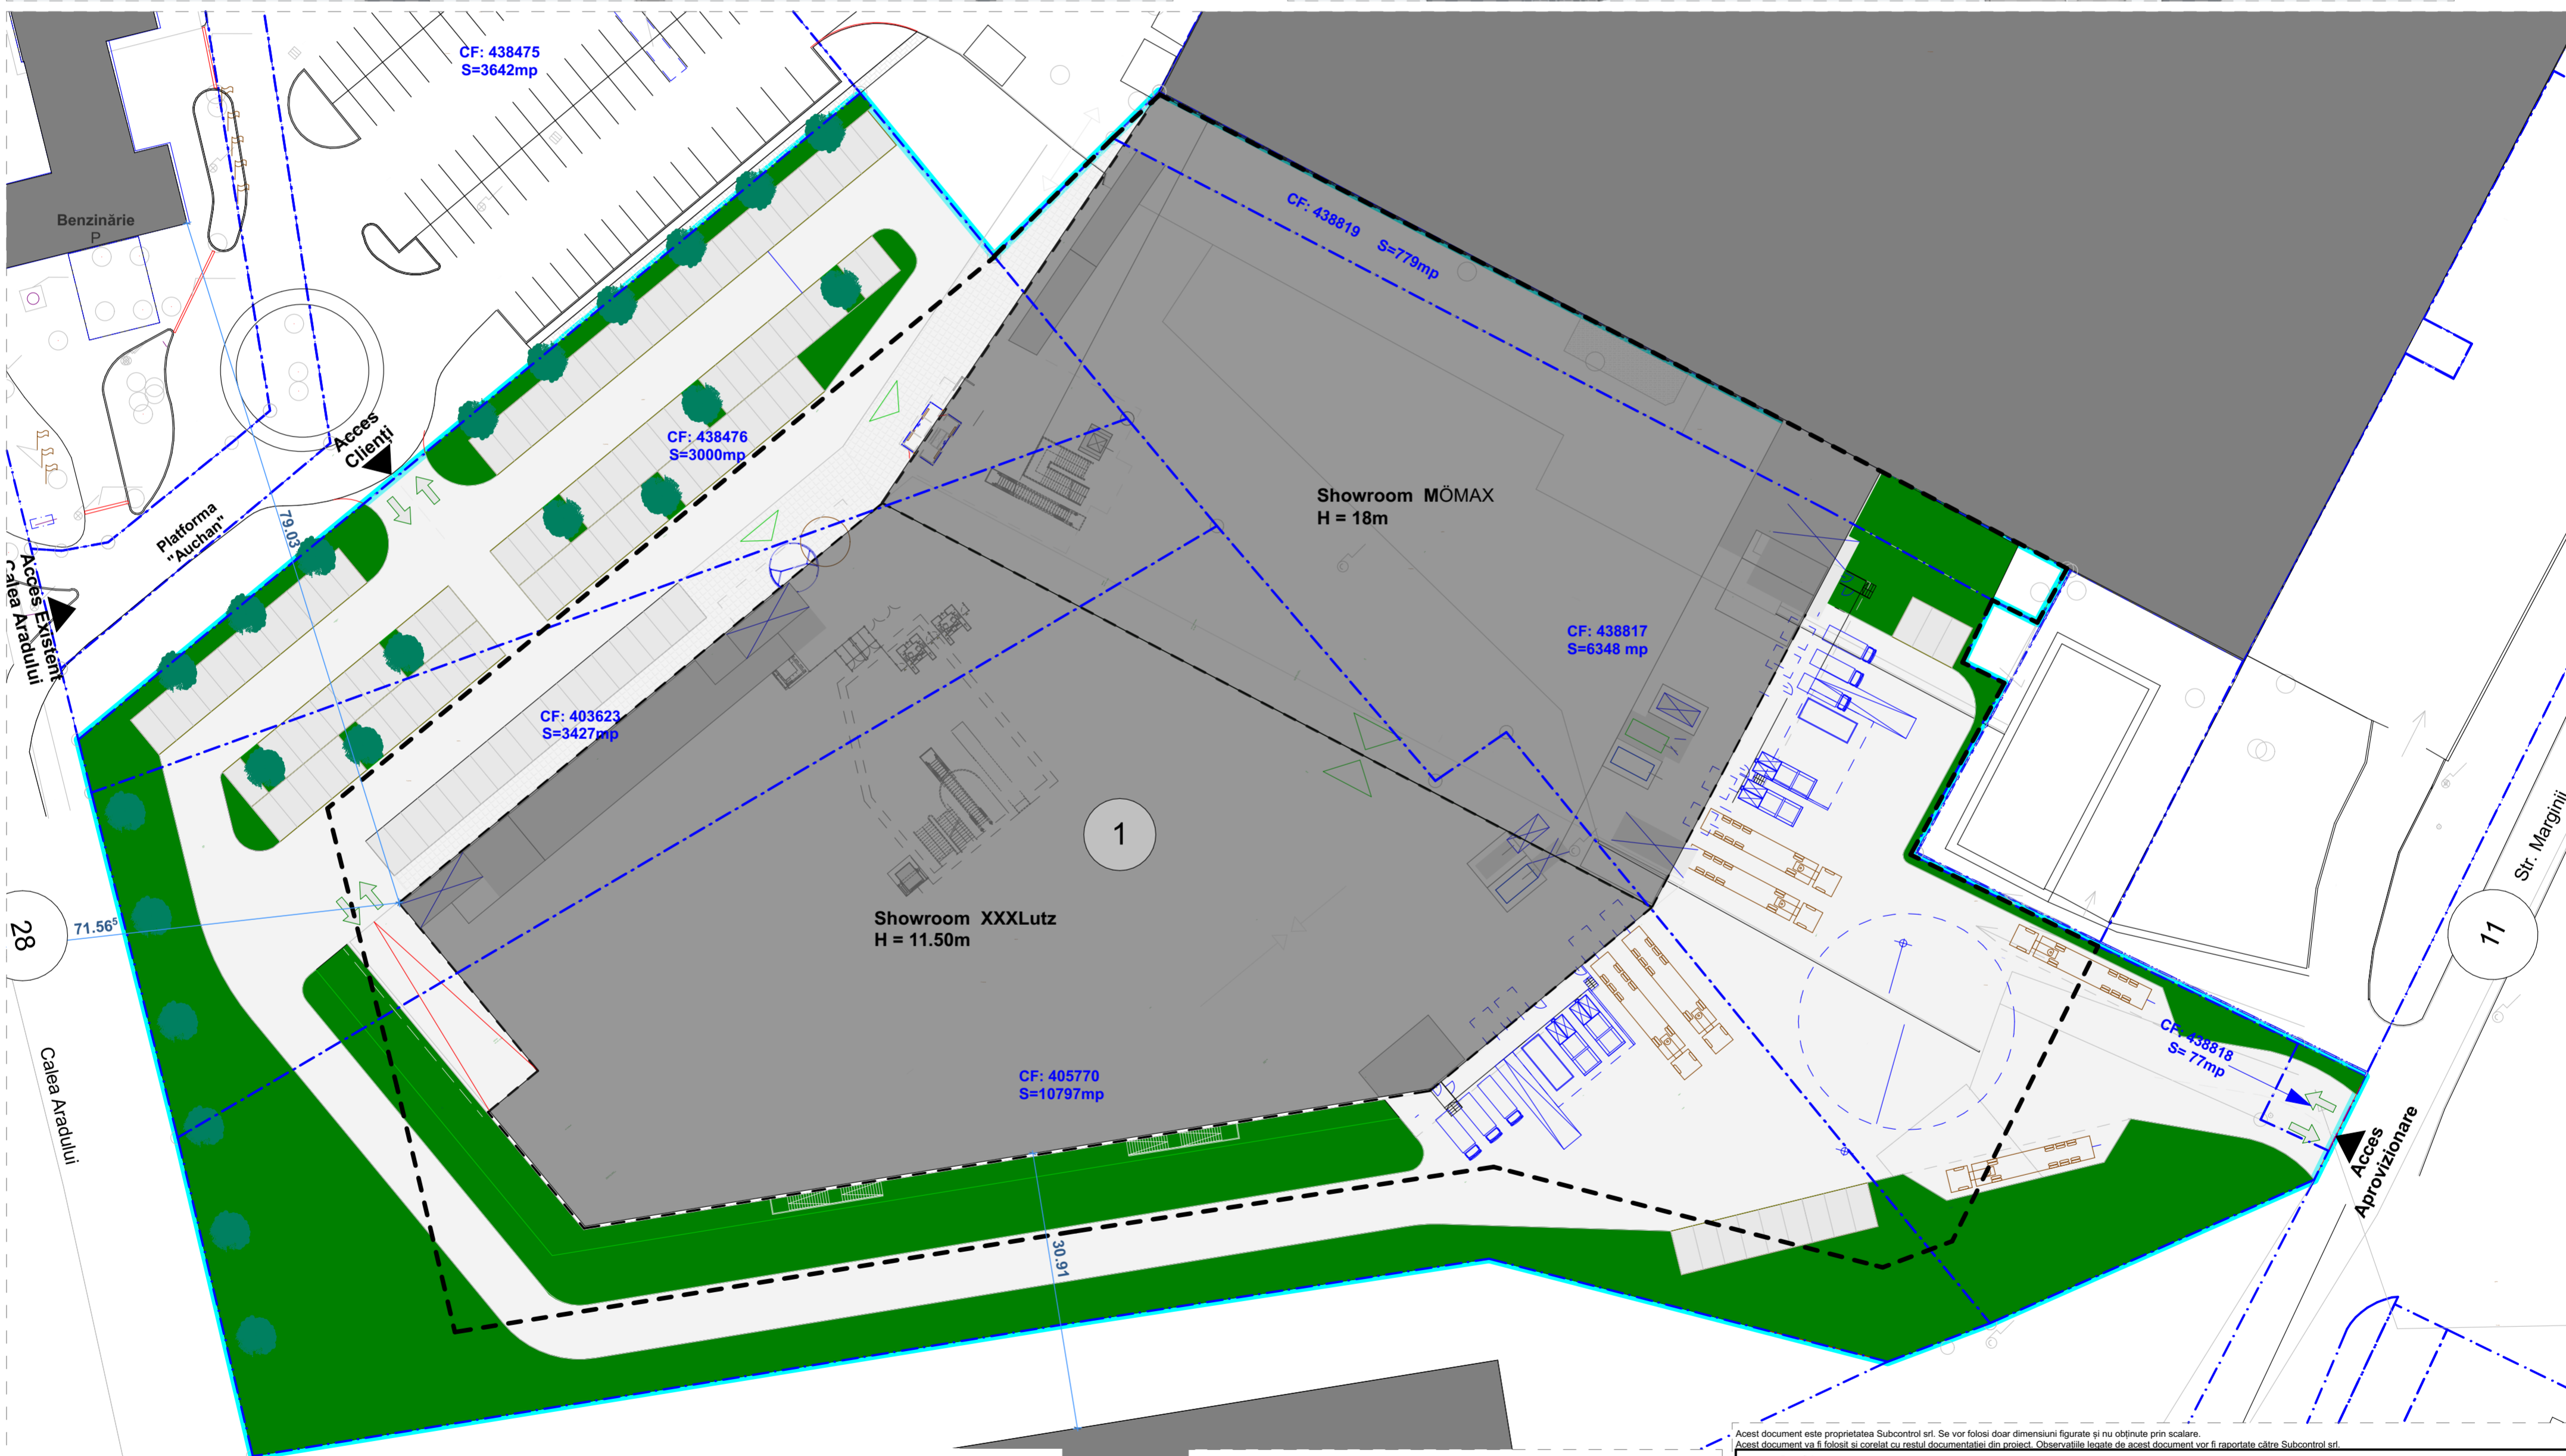 CF: 438475
S=3642mp
Benzinărie
P
CF: 438819 S=779mp
Acces
Clienți
CF: 438476
S=3000mp
Showroom MÖMAX
H = 18m
Platforma
"Auchan"
79.03
Acces Existent
Calea Aradului
CF: 438817
S=6348 mp
CF: 403623
S=3427mp
1
Str. Marginii
Showroom XXXLutz
H = 11.50m
28
71.56⁵
11
CF: 438818
S= 77mp
Calea Aradului
CF: 405770
S=10797mp
Acces
Aprovizionare
30.91
Acest document este proprietatea Subcontrol srl. Se vor folosi doar dimensiuni figurate și nu obținute prin scalare.
Acest document va fi folosit si corelat cu restul documentației din proiect. Observațiile legate de acest document vor fi raportate către Subcontrol srl.